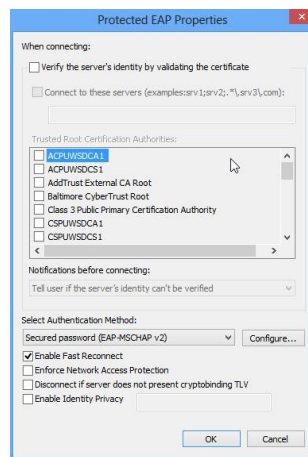 Protected EAP Properties
When connecting:
Verify the server's identity by validating the certificate
Connect to these servers (examples:srv1;srv2;.*\.srv3\.com):
Trusted Root Certification Authorities:
ACPUWSDCA1
ACPUWSDCS1
AddTrust External CA Root
Baltimore CyberTrust Root
Class 3 Public Primary Certification Authority
CSPUWSDCA1
CSPUWSDCS1
Notifications before connecting:
Tell user if the server's identity can't be verified
Select Authentication Method:
Secured password (EAP-MSCHAP v2)
Configure...
Enable Fast Reconnect
Enforce Network Access Protection
Disconnect if server does not present cryptobinding TLV
Enable Identity Privacy
OK
Cancel